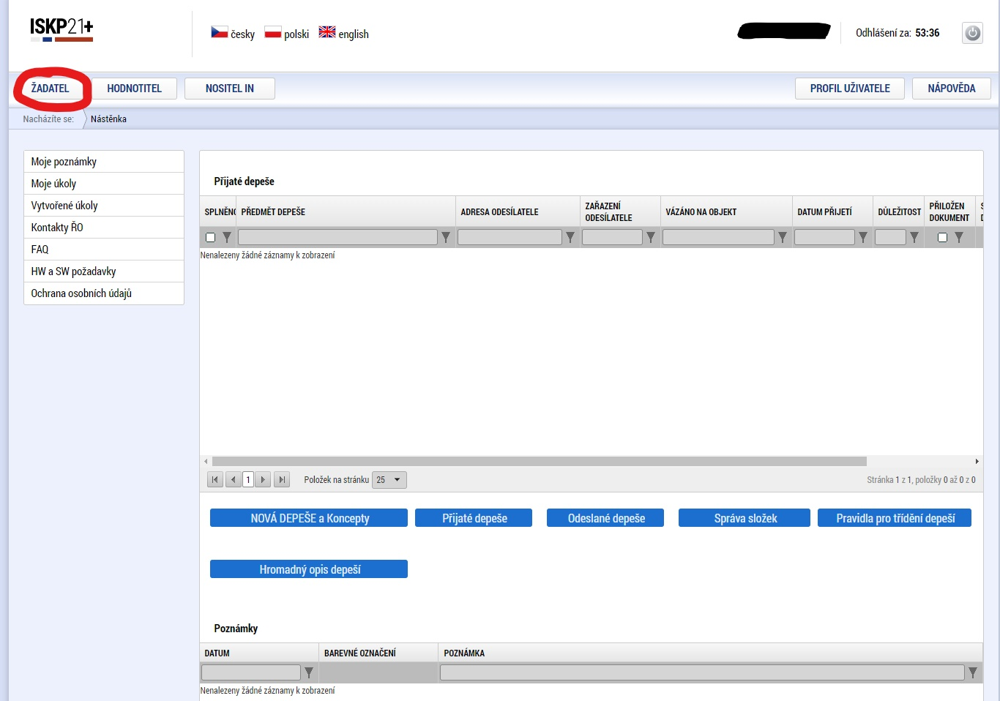 ISKP21+
česky polski english
Odhlášení za: 53:36
ŽADATEL HODNOTITEL NOSITEL IN PROFIL UŽIVATELE NÁPOVĚDA
Nacházíte se: Nástěnka
Moje poznámky
Moje úkoly
Vytvořené úkoly
Kontakty ŘO
FAQ
HW a SW požadavky
Ochrana osobních údajů
Přijaté depeše
SPLNĚNO PŘEDMĚT DEPEŠE ADRESA ODESÍLATELE ZAŘAZENÍ ODESÍLATELE VÁZÁNO NA OBJEKT DATUM PŘIJETÍ DŮLEŽITOST PŘILOŽEN DOKUMENT
Nenalezeny žádné záznamy k zobrazení
1 Položek na stránku 25 Stránka 1 z 1, položky 0 až 0 z 0
NOVÁ DEPEŠE a Koncepty Přijaté depeše Odeslané depeše Správa složek Pravidla pro třídění depeší
Hromadný opis depeší
Poznámky
DATUM BAREVNÉ OZNAČENÍ POZNÁMKA
Nenalezeny žádné záznamy k zobrazení